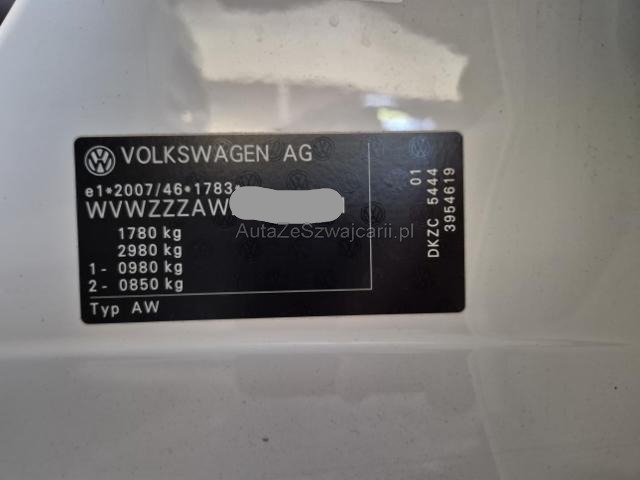 VOLKSWAGEN AG
e1*2007/46*1783*
WVWZZZAW
1780 kg
2980 kg
1 - 0980 kg
2 - 0850 kg
Typ AW
01
DKZC 5444
3954619
AutaZeSzwajcarii.pl